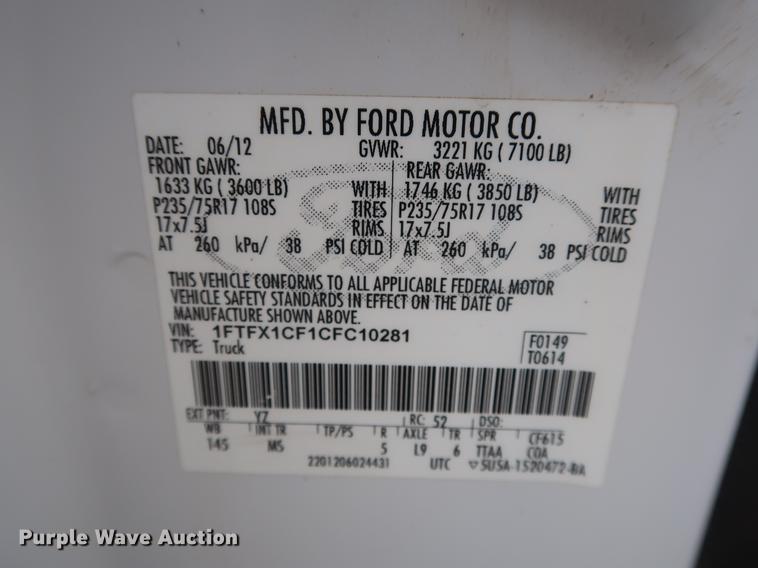 MFD. BY FORD MOTOR CO.
DATE: 06/12 GVWR: 3221 KG ( 7100 LB)
FRONT GAWR: REAR GAWR:
1633 KG ( 3600 LB) WITH 1746 KG ( 3850 LB) WITH
P235/75R17 108S TIRES P235/75R17 108S TIRES
17x7.5J RIMS 17x7.5J RIMS
AT 260 kPa/ 38 PSI COLD AT 260 kPa/ 38 PSI COLD
Ford
THIS VEHICLE CONFORMS TO ALL APPLICABLE FEDERAL MOTOR
VEHICLE SAFETY STANDARDS IN EFFECT ON THE DATE OF
MANUFACTURE SHOWN ABOVE.
VIN: 1FTFX1CF1CFC10281
TYPE: Truck
F0149
T0614
EXT PNT: YZ RC: 52 DSO:
WB INT TR TP/PS R AXLE TR SPR CF615
145 MS 5 L9 6 TTAA COA
2201206024431 UTC ▽5USA-1520472-BA
Purple Wave Auction